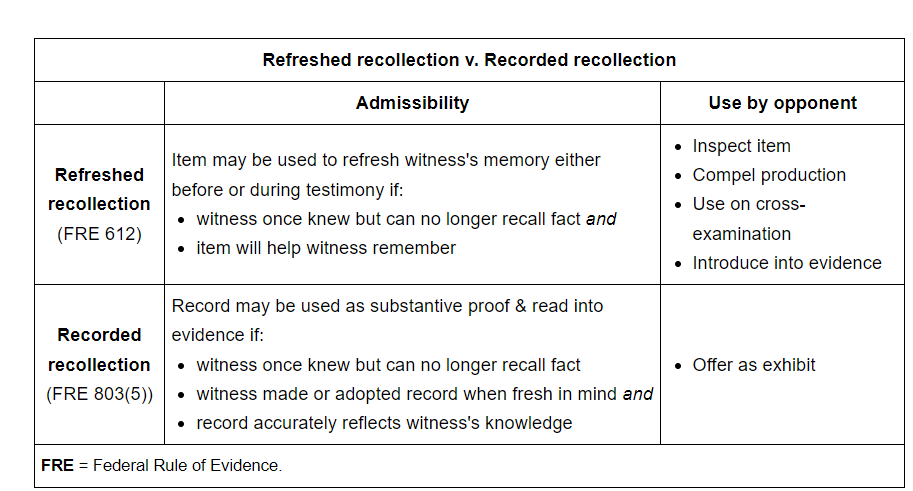 Refreshed recollection v. Recorded recollection
Admissibility
Use by opponent
Refreshed
recollection
(FRE 612)
Item may be used to refresh witness's memory either
before or during testimony if:
• witness once knew but can no longer recall fact and
• item will help witness remember
• Inspect item
• Compel production
• Use on cross-
examination
• Introduce into evidence
Recorded
recollection
(FRE 803(5))
Record may be used as substantive proof & read into
evidence if:
• witness once knew but can no longer recall fact
• witness made or adopted record when fresh in mind and
• record accurately reflects witness's knowledge
• Offer as exhibit
FRE = Federal Rule of Evidence.